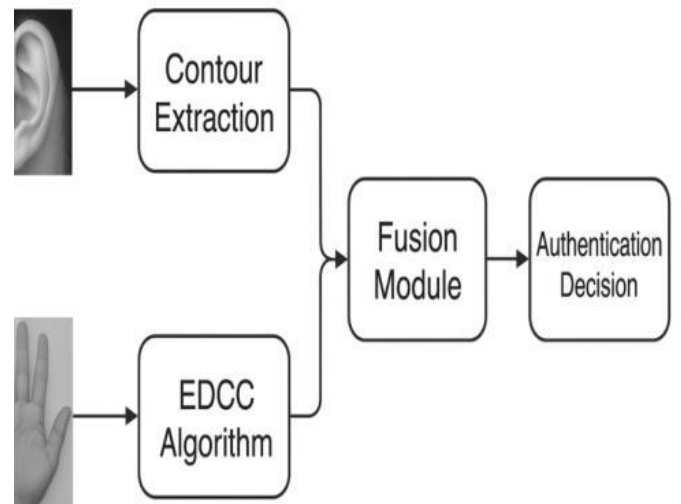 Contour
Extraction
Fusion
Module
Authentication
Decision
EDCC
Algorithm